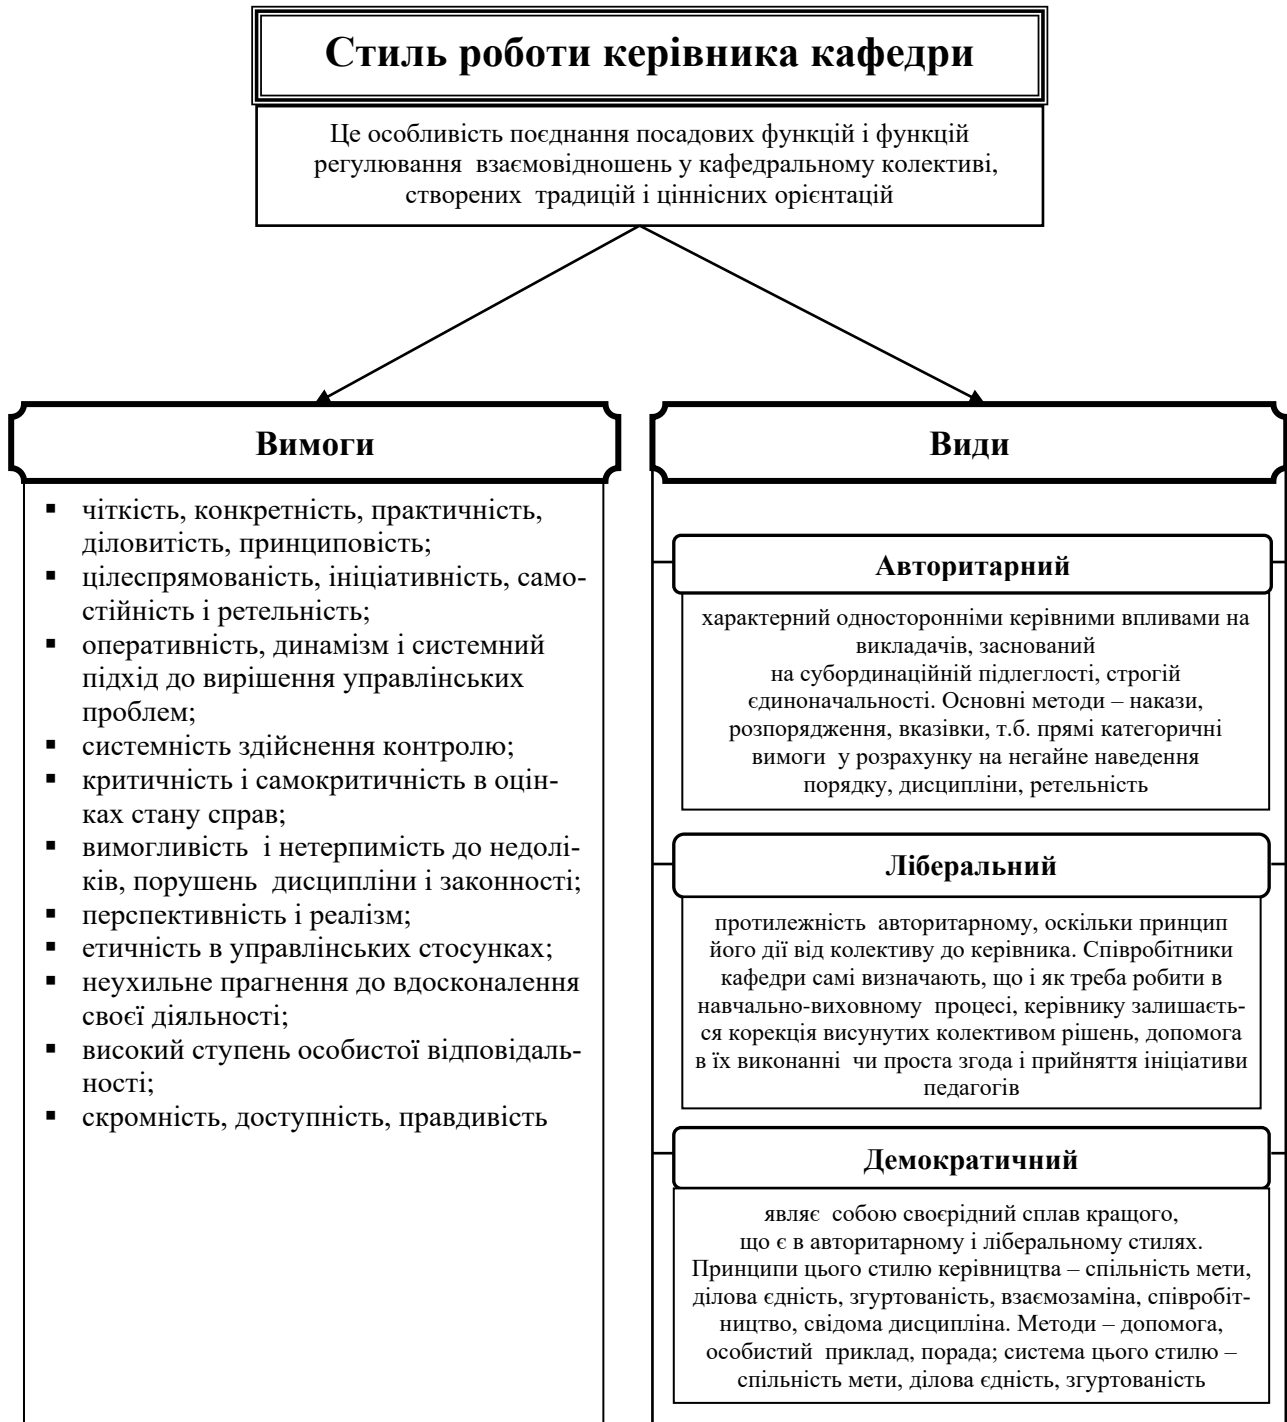 Стиль роботи керівника кафедри
Це особливість поєднання посадових функцій і функцій
регулювання взаємовідношень у кафедральному колективі,
створених традицій і ціннісних орієнтацій
Вимоги
▪ чіткість, конкретність, практичність,
діловитість, принциповість;
▪ цілеспрямованість, ініціативність, само-
стійність і ретельність;
▪ оперативність, динамізм і системний
підхід до вирішення управлінських
проблем;
▪ системність здійснення контролю;
▪ критичність і самокритичність в оцін-
ках стану справ;
▪ вимогливість і нетерпимість до недолі-
ків, порушень дисципліни і законності;
▪ перспективність і реалізм;
▪ етичність в управлінських стосунках;
▪ неухильне прагнення до вдосконалення
своєї діяльності;
▪ високий ступень особистої відповідаль-
ності;
▪ скромність, доступність, правдивість
Види
Авторитарний
характерний односторонніми керівними впливами на
викладачів, заснований
на субординаційній підлеглості, строгій
єдиноначальності. Основні методи – накази,
розпорядження, вказівки, т.б. прямі категоричні
вимоги у розрахунку на негайне наведення
порядку, дисципліни, ретельність
Ліберальний
протилежність авторитарному, оскільки принцип
його дії від колективу до керівника. Співробітники
кафедри самі визначають, що і як треба робити в
навчально-виховному процесі, керівнику залишаєть-
ся корекція висунутих колективом рішень, допомога
в їх виконанні чи проста згода і прийняття ініціативи
педагогів
Демократичний
являє собою своєрідний сплав кращого,
що є в авторитарному і ліберальному стилях.
Принципи цього стилю керівництва – спільність мети,
ділова єдність, згуртованість, взаємозаміна, співробіт-
ництво, свідома дисципліна. Методи – допомога,
особистий приклад, порада; система цього стилю –
спільність мети, ділова єдність, згуртованість